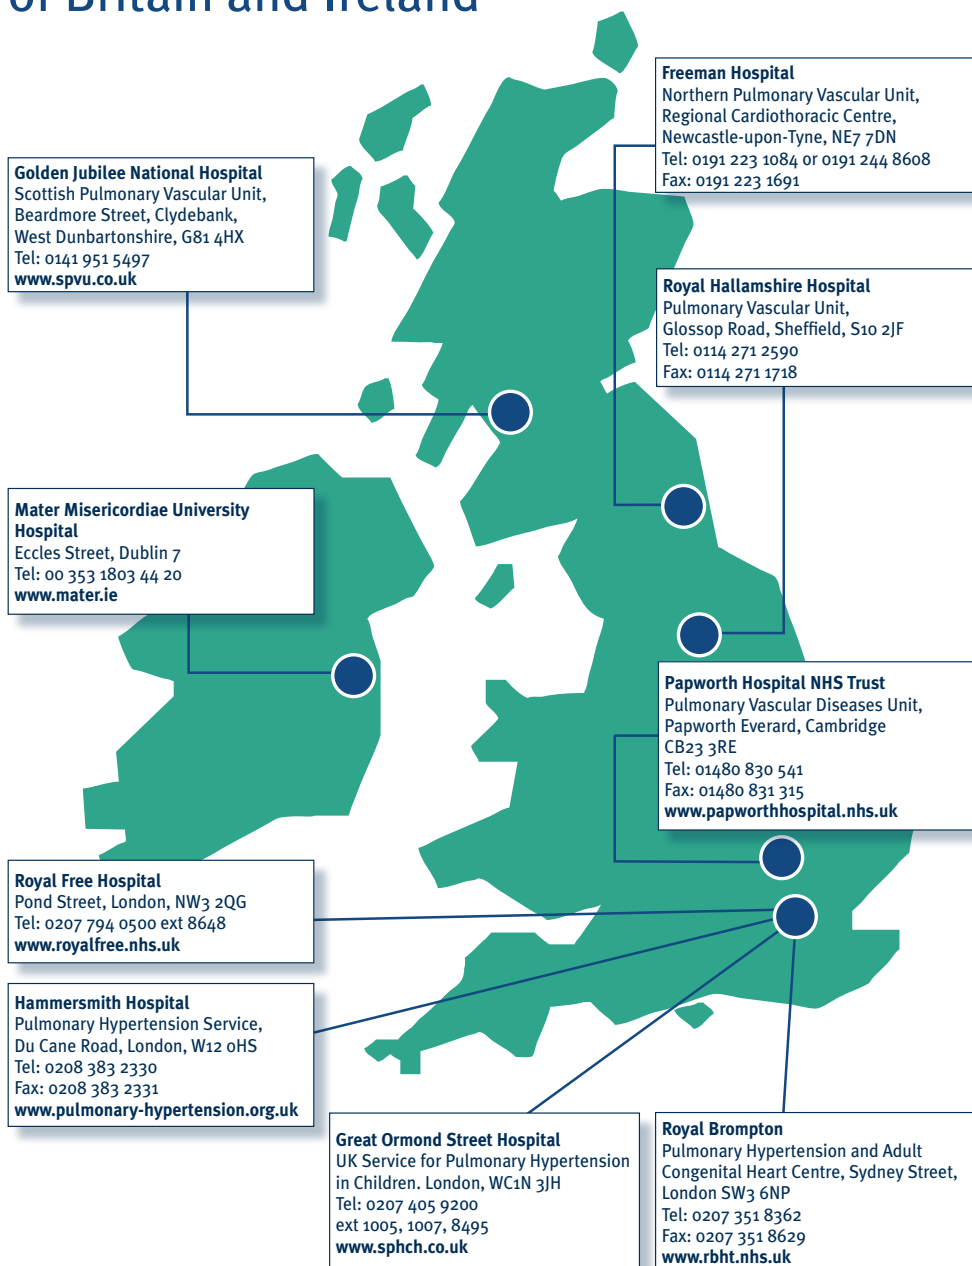 of Britain and Ireland
Freeman Hospital
Northern Pulmonary Vascular Unit,
Regional Cardiothoracic Centre,
Newcastle-upon-Tyne, NE7 7DN
Tel: 0191 223 1084 or 0191 244 8608
Fax: 0191 223 1691
Golden Jubilee National Hospital
Scottish Pulmonary Vascular Unit,
Beardmore Street, Clydebank,
West Dunbartonshire, G81 4HX
Tel: 0141 951 5497
www.spvu.co.uk
Royal Hallamshire Hospital
Pulmonary Vascular Unit,
Glossop Road, Sheffield, S10 2JF
Tel: 0114 271 2590
Fax: 0114 271 1718
Mater Misericordiae University
Hospital
Eccles Street, Dublin 7
Tel: 00 353 1803 44 20
www.mater.ie
Papworth Hospital NHS Trust
Pulmonary Vascular Diseases Unit,
Papworth Everard, Cambridge
CB23 3RE
Tel: 01480 830 541
Fax: 01480 831 315
www.papworthhospital.nhs.uk
Royal Free Hospital
Pond Street, London, NW3 2QG
Tel: 0207 794 0500 ext 8648
www.royalfree.nhs.uk
Hammersmith Hospital
Pulmonary Hypertension Service,
Du Cane Road, London, W12 0HS
Tel: 0208 383 2330
Fax: 0208 383 2331
www.pulmonary-hypertension.org.uk
Great Ormond Street Hospital
UK Service for Pulmonary Hypertension
in Children. London, WC1N 3JH
Tel: 0207 405 9200
ext 1005, 1007, 8495
www.sphch.co.uk
Royal Brompton
Pulmonary Hypertension and Adult
Congenital Heart Centre, Sydney Street,
London SW3 6NP
Tel: 0207 351 8362
Fax: 0207 351 8629
www.rbht.nhs.uk